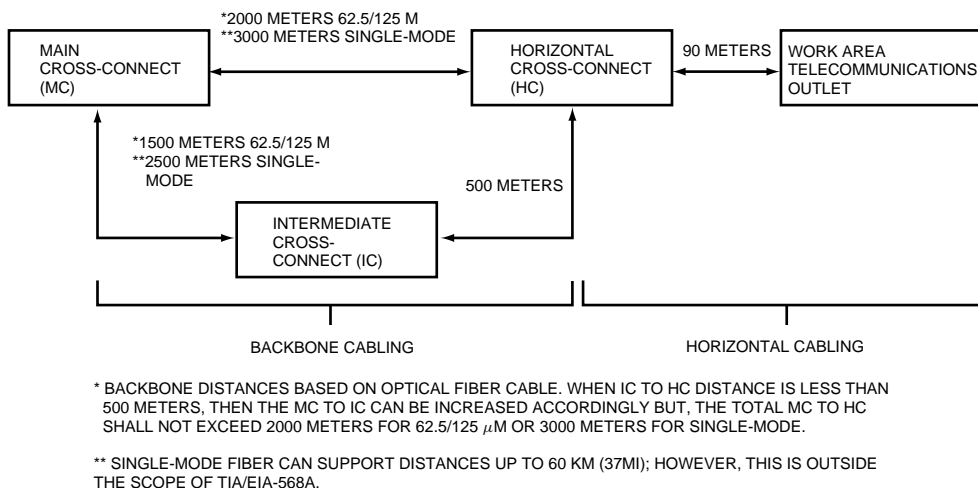 *2000 METERS 62.5/125 M
**3000 METERS SINGLE-MODE
MAIN
CROSS-CONNECT
(MC)
HORIZONTAL
CROSS-CONNECT
(HC)
90 METERS
WORK AREA
TELECOMMUNICATIONS
OUTLET
*1500 METERS 62.5/125 M
**2500 METERS SINGLE-
MODE
500 METERS
INTERMEDIATE
CROSS-
CONNECT (IC)
BACKBONE CABLING
HORIZONTAL CABLING
* BACKBONE DISTANCES BASED ON OPTICAL FIBER CABLE. WHEN IC TO HC DISTANCE IS LESS THAN
500 METERS, THEN THE MC TO IC CAN BE INCREASED ACCORDINGLY BUT, THE TOTAL MC TO HC
SHALL NOT EXCEED 2000 METERS FOR 62.5/125 μM OR 3000 METERS FOR SINGLE-MODE.
** SINGLE-MODE FIBER CAN SUPPORT DISTANCES UP TO 60 KM (37MI); HOWEVER, THIS IS OUTSIDE
THE SCOPE OF TIA/EIA-568A.